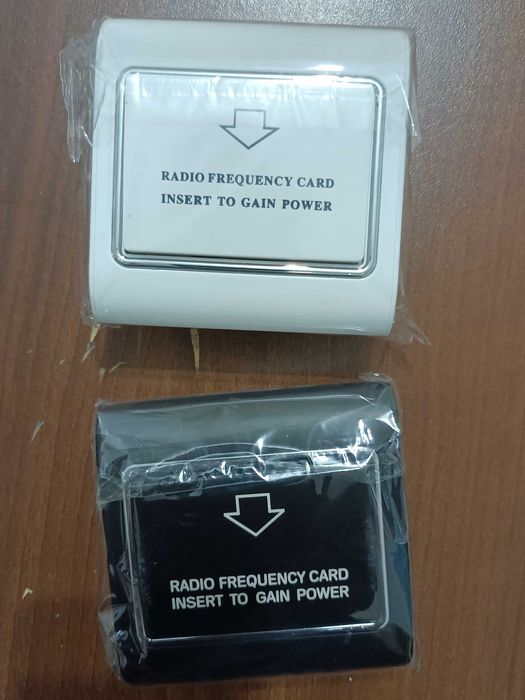 RADIO FREQUENCY CARD
INSERT TO GAIN POWER
RADIO FREQUENCY CARD
INSERT TO GAIN POWER